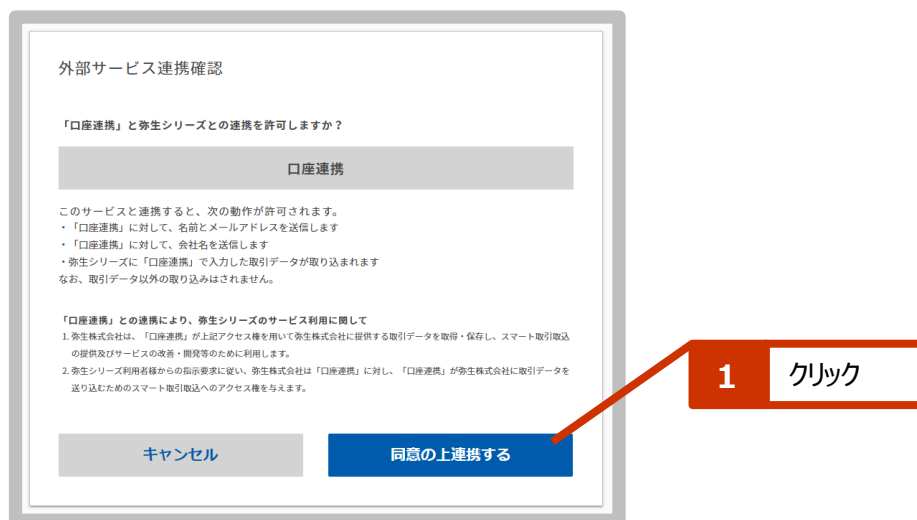 外部サービス連携確認
「口座連携」と弥生シリーズとの連携を許可しますか？
口座連携
このサービスと連携すると、次の動作が許可されます。
・「口座連携」に対して、名前とメールアドレスを送信します
・「口座連携」に対して、会社名を送信します
・弥生シリーズに「口座連携」で入力した取引データが取り込まれます
なお、取引データ以外の取り込みはされません。
「口座連携」との連携により、弥生シリーズのサービス利用に関して
1. 弥生株式会社は、「口座連携」が上記アクセス権を用いて弥生株式会社に提供する取引データを取得・保存し、スマート取引取込
の提供及びサービスの改善・開発等のために利用します。
2. 弥生シリーズ利用者様からの指示要求に従い、弥生株式会社は「口座連携」に対し、「口座連携」が弥生株式会社に取引データを
送り込むためのスマート取引取込へのアクセス権を与えます。
キャンセル
同意の上連携する
1 クリック